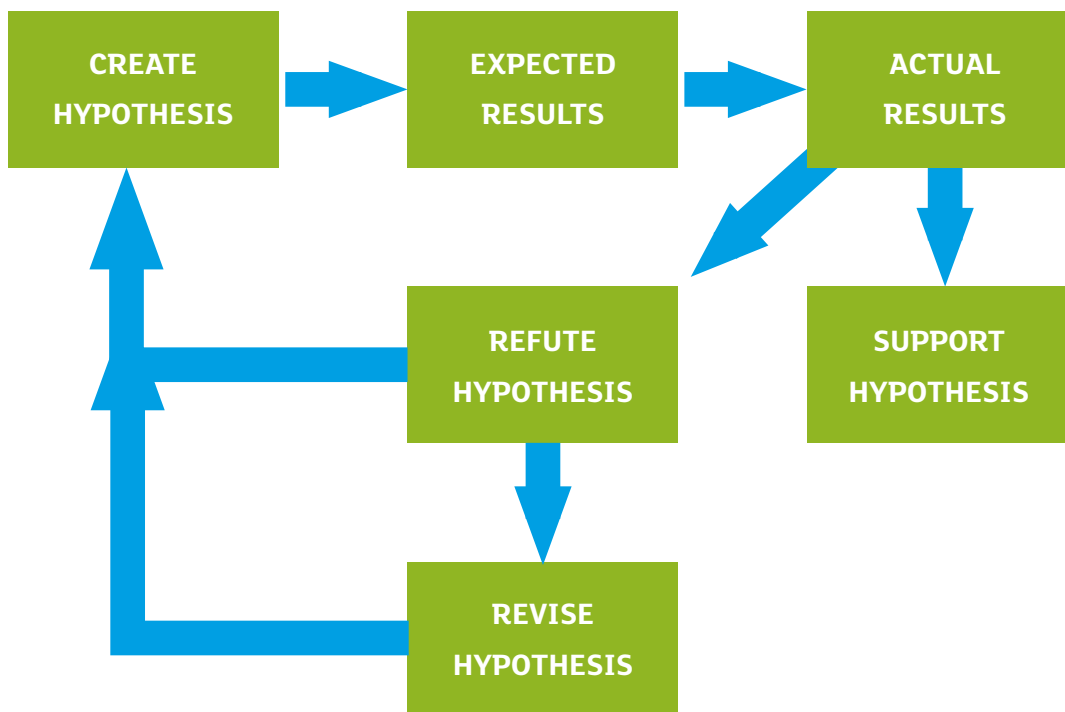 CREATE
HYPOTHESIS
EXPECTED
RESULTS
ACTUAL
RESULTS
REFUTE
HYPOTHESIS
SUPPORT
HYPOTHESIS
REVISE
HYPOTHESIS